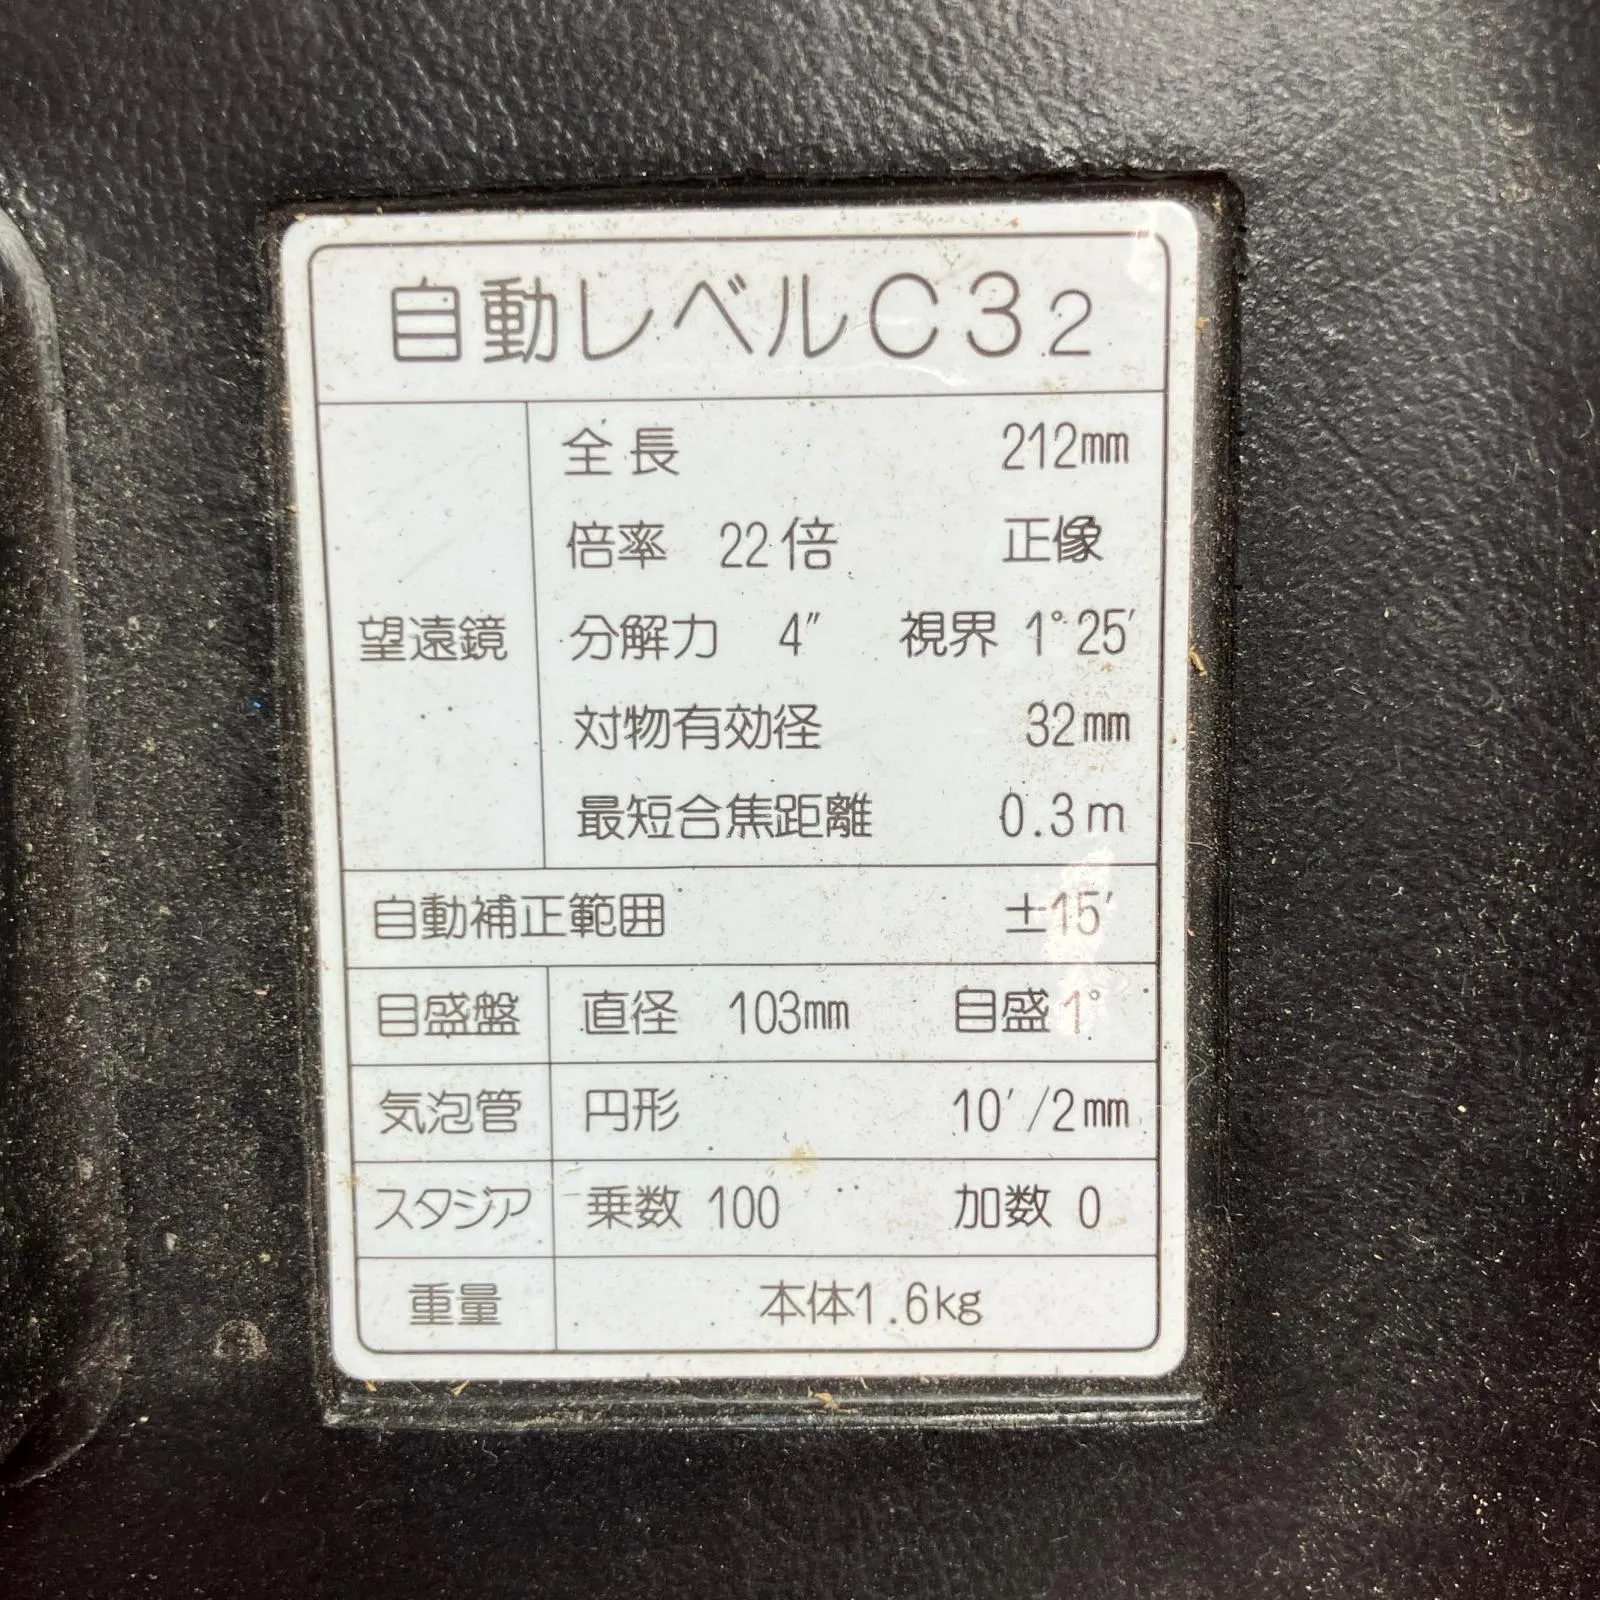 自動レベルC32
望遠鏡
全長 212mm
倍率 22倍 正像
分解力 4″ 視界 1°25′
対物有効径 32mm
最短合焦距離 0.3m
自動補正範囲 ±15′
目盛盤 直径 103mm 目盛1°
気泡管 円形 10′/2mm
スタジア 乗数 100 加数 0
重量 本体1.6kg